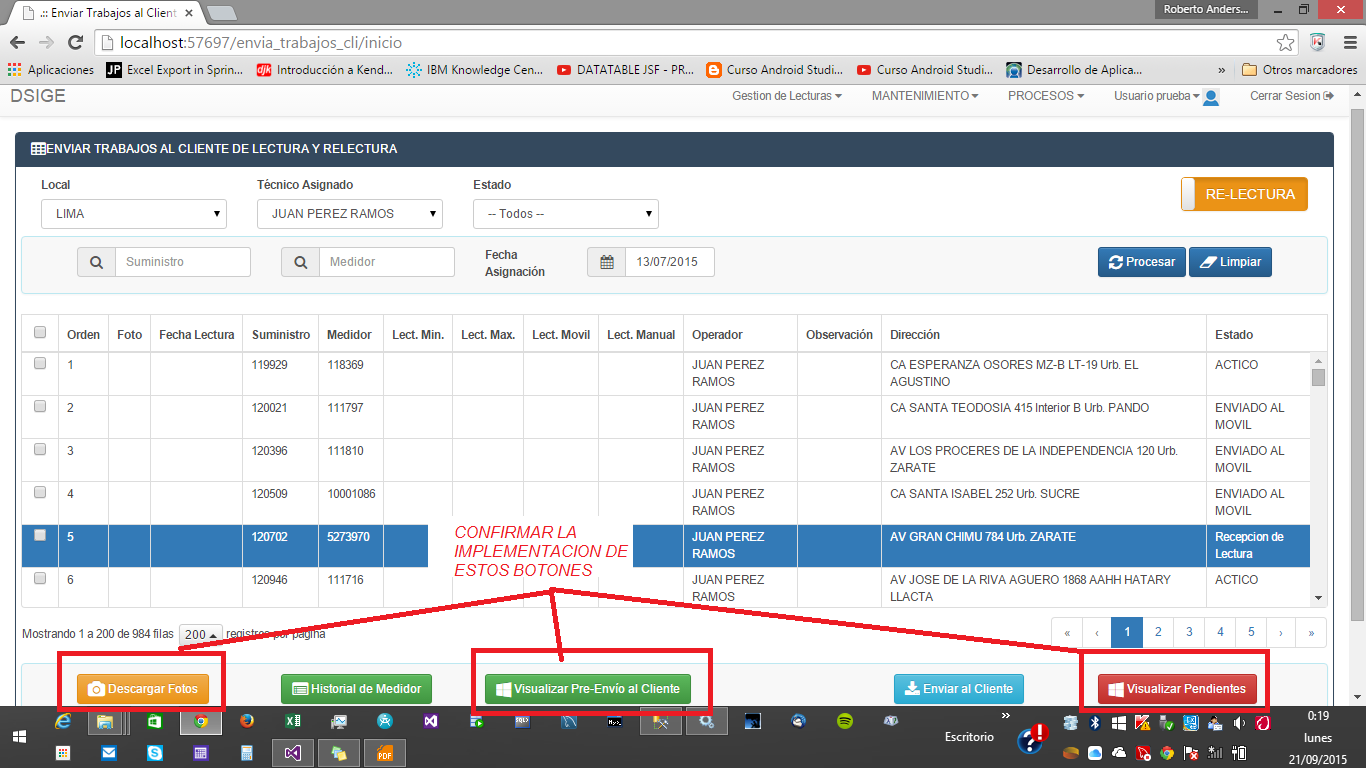 .:: Enviar Trabajos al Client
Roberto Anders...
localhost:57697/envia_trabajos_cli/inicio
Aplicaciones
JP Excel Export in Sprin...
djk Introducción a Kend...
IBM Knowledge Cen...
DATATABLE JSF - PR...
Curso Android Studi...
Curso Android Studi...
Desarrollo de Aplica...
»
Otros marcadores
DSIGE
Gestion de Lecturas
MANTENIMIENTO
PROCESOS
Usuario prueba
Cerrar Sesion
ENVIAR TRABAJOS AL CLIENTE DE LECTURA Y RELECTURA
Local Técnico Asignado Estado
LIMA JUAN PEREZ RAMOS -- Todos --
RE-LECTURA
Suministro Medidor
Fecha
Asignación
13/07/2015
Procesar Limpiar
Orden Foto Fecha Lectura Suministro Medidor Lect. Min. Lect. Max. Lect. Movil Lect. Manual Operador Observación Dirección Estado
1 119929 118369 JUAN PEREZ CA ESPERANZA OSORES MZ-B LT-19 Urb. EL ACTICO
RAMOS AGUSTINO
2 120021 111797 JUAN PEREZ CA SANTA TEODOSIA 415 Interior B Urb. PANDO ENVIADO AL
RAMOS MOVIL
3 120396 111810 JUAN PEREZ AV LOS PROCERES DE LA INDEPENDENCIA 120 Urb. ENVIADO AL
RAMOS ZARATE MOVIL
4 120509 10001086 JUAN PEREZ CA SANTA ISABEL 252 Urb. SUCRE ENVIADO AL
RAMOS MOVIL
5 120702 5273970 JUAN PEREZ AV GRAN CHIMU 784 Urb. ZARATE Recepcion de
RAMOS Lectura
6 120946 111716 JUAN PEREZ AV JOSE DE LA RIVA AGUERO 1868 AAHH HATARY ACTICO
RAMOS LLACTA
CONFIRMAR LA
IMPLEMENTACION DE
ESTOS BOTONES
Mostrando 1 a 200 de 984 filas 200 registros por pagina
« ‹ 1 2 3 4 5 › »
Descargar Fotos
Historial de Medidor
Visualizar Pre-Envío al Cliente
Enviar al Cliente
Visualizar Pendientes
Escritorio
»
0:19
lunes
21/09/2015
PDF